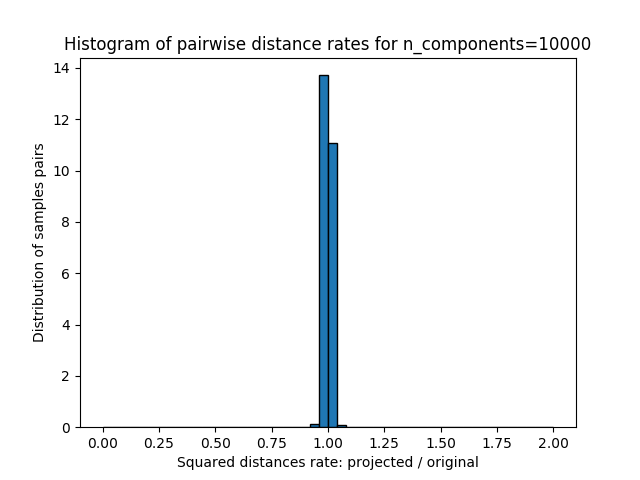 Histogram of pairwise distance rates for n_components=10000
Distribution of samples pairs
14
12
10
8
6
4
2
0
0.00 0.25 0.50 0.75 1.00 1.25 1.50 1.75 2.00
Squared distances rate: projected / original